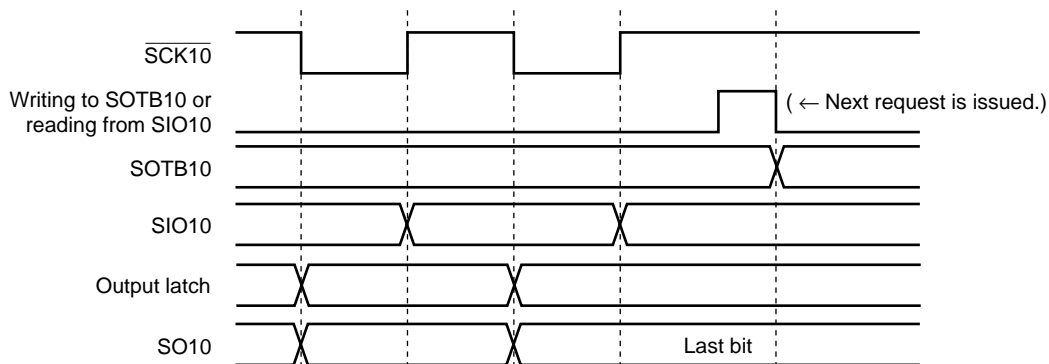 SCK10
Writing to SOTB10 or
reading from SIO10
( ← Next request is issued.)
SOTB10
SIO10
Output latch
SO10
Last bit